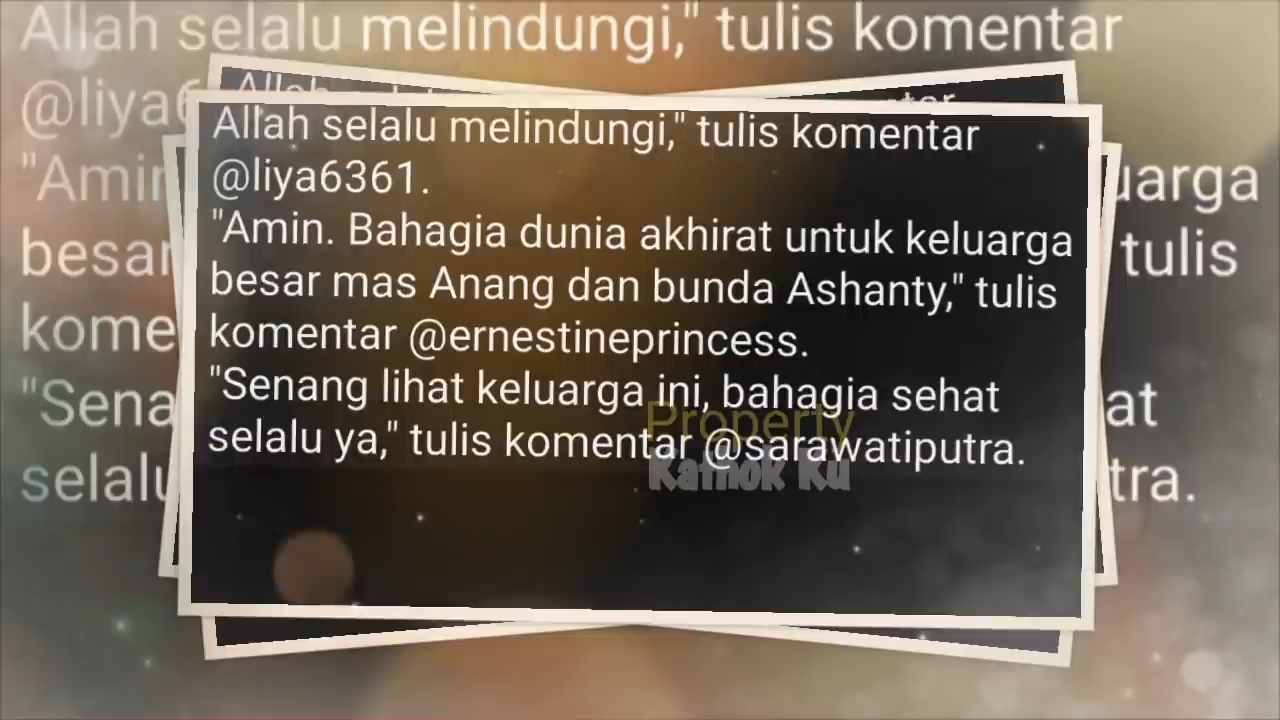 Allah selalu melindungi," tulis komentar
@liya6361.
"Amin. Bahagia dunia akhirat untuk keluarga
besar mas Anang dan bunda Ashanty," tulis
komentar @ernestineprincess.
"Senang lihat keluarga ini, bahagia sehat
selalu ya," tulis komentar @sarawatiputra.
Property